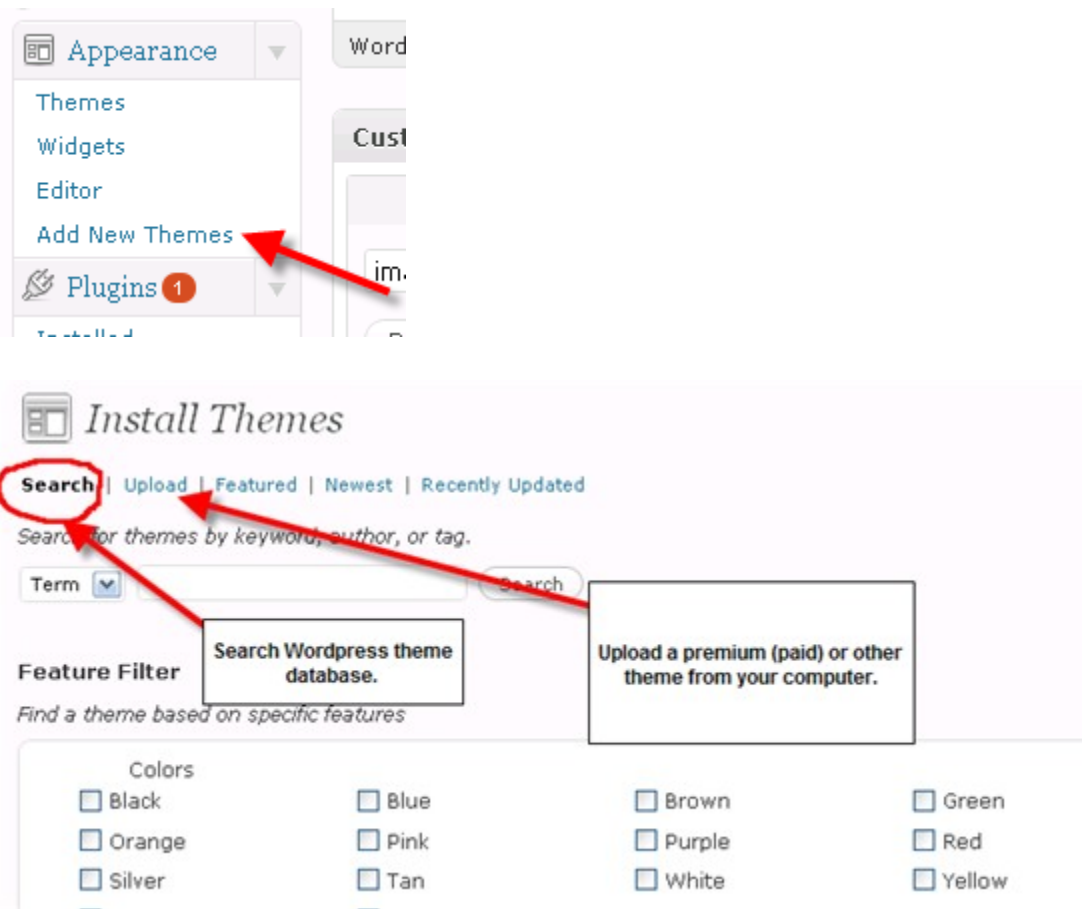 Appearance
Word
Themes
Cust
Widgets
Editor
Add New Themes
Plugins 1
Installed
Install Themes
Search | Upload | Featured | Newest | Recently Updated
Search for themes by keyword, author, or tag.
Term Search
Search Wordpress theme
database.
Upload a premium (paid) or other
theme from your computer.
Feature Filter
Find a theme based on specific features
Colors
Black Blue Brown Green
Orange Pink Purple Red
Silver Tan White Yellow